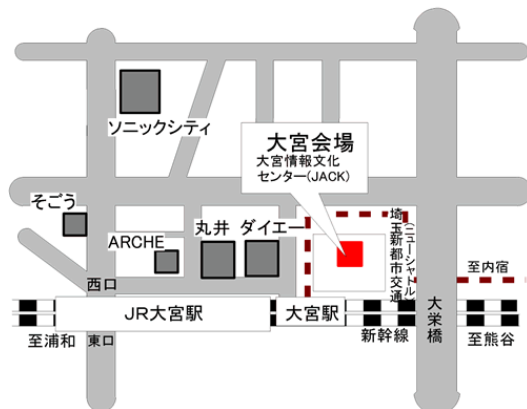 ソニックシティ
大宮会場
大宮情報文化
センター(JACK)
そごう
丸井
ダイエー
ARCHE
埼玉新都市交通
(ニューシャトル)
至内宿
西口
JR大宮駅
大宮駅
大栄橋
至浦和
東口
新幹線
至熊谷